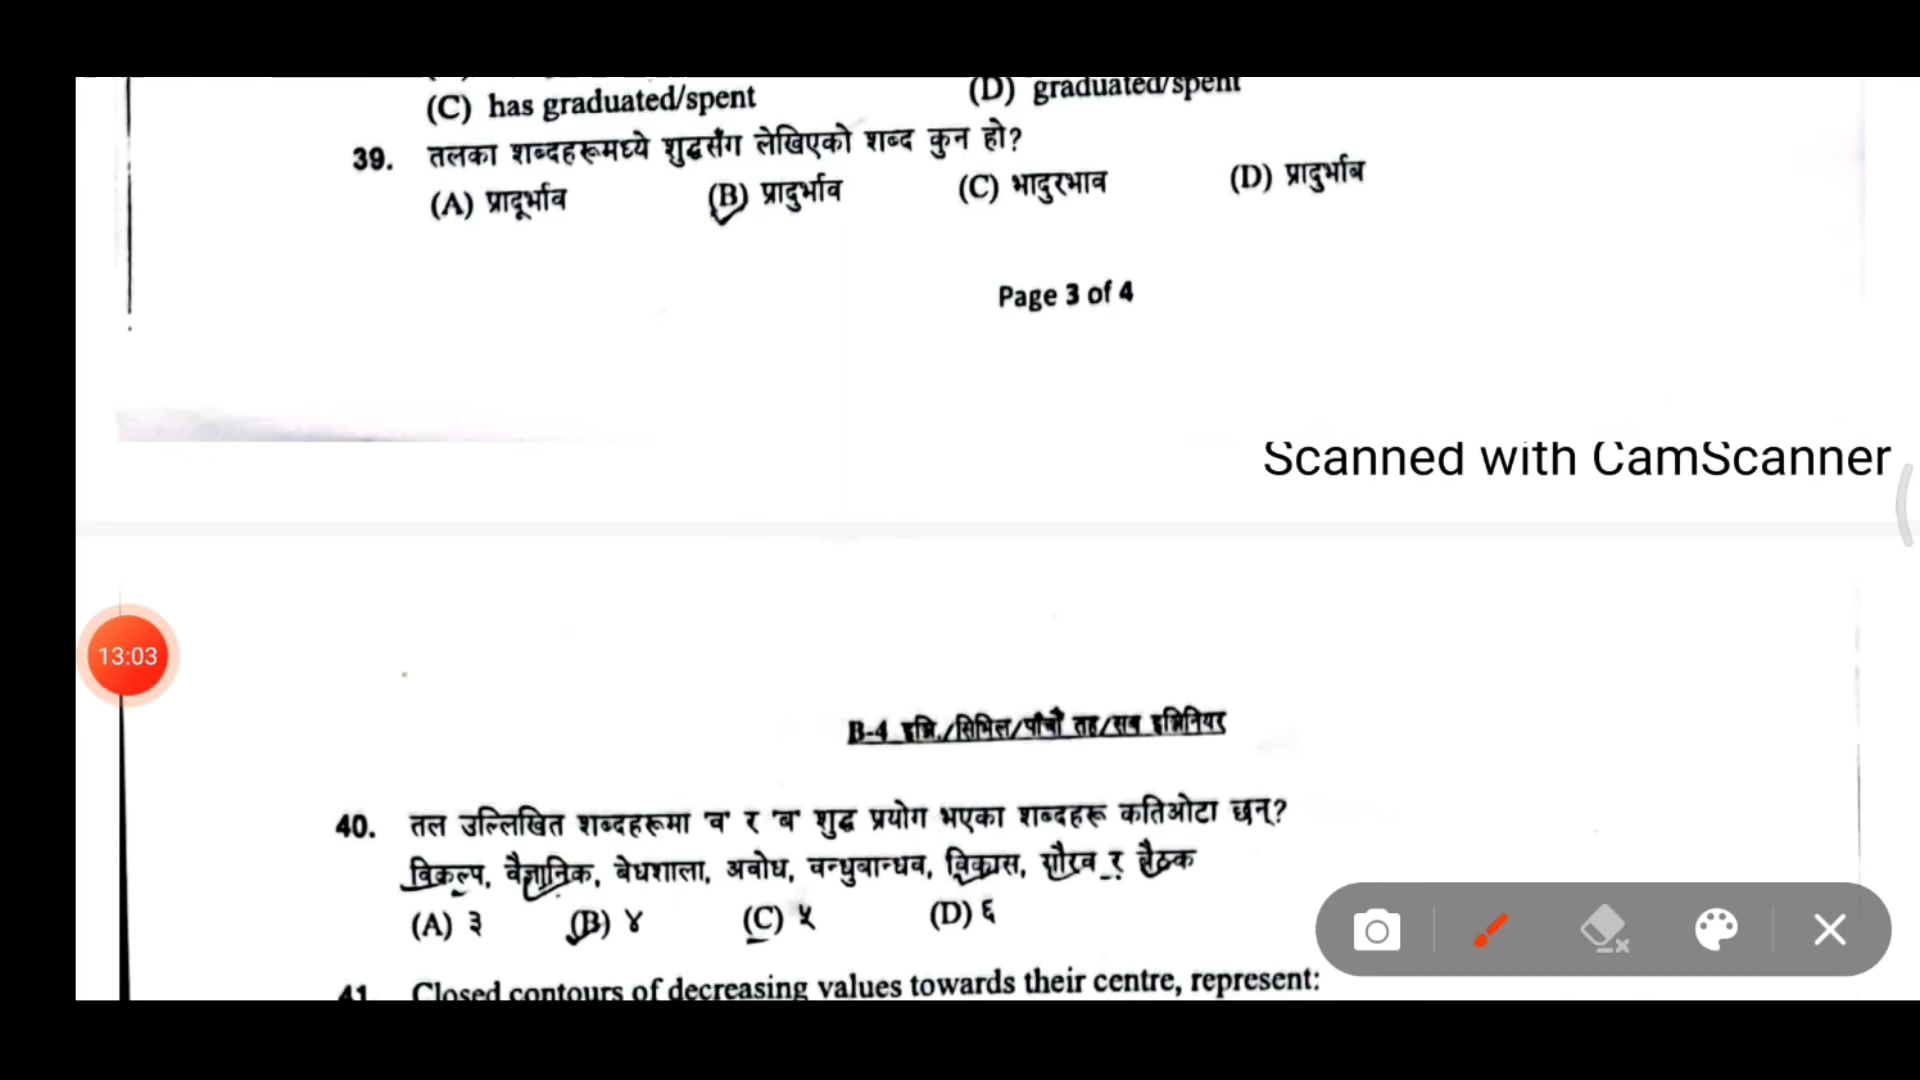 (C) has graduated/spent (D) graduated/spent
39. तलका शब्दहरूमध्ये शुद्धसँग लेखिएको शब्द कुन हो?
(A) प्रादूर्भाव (B) प्रादुर्भाव (C) भादुरभाव (D) प्रादुर्भाब
Page 3 of 4
Scanned with CamScanner
13:03
B-4 इञ्जि./सिभिल/पाँचौं तह/सब इञ्जिनियर
40. तल उल्लिखित शब्दहरूमा 'व' र 'ब' शुद्ध प्रयोग भएका शब्दहरू कतिओटा छन्?
विकल्प, वैज्ञानिक, बेधशाला, अबोध, वन्धुबान्धव, विकास, गौरव र बैठक
(A) ३ (B) ४ (C) ५ (D) ६
41. Closed contours of decreasing values towards their centre, represent: